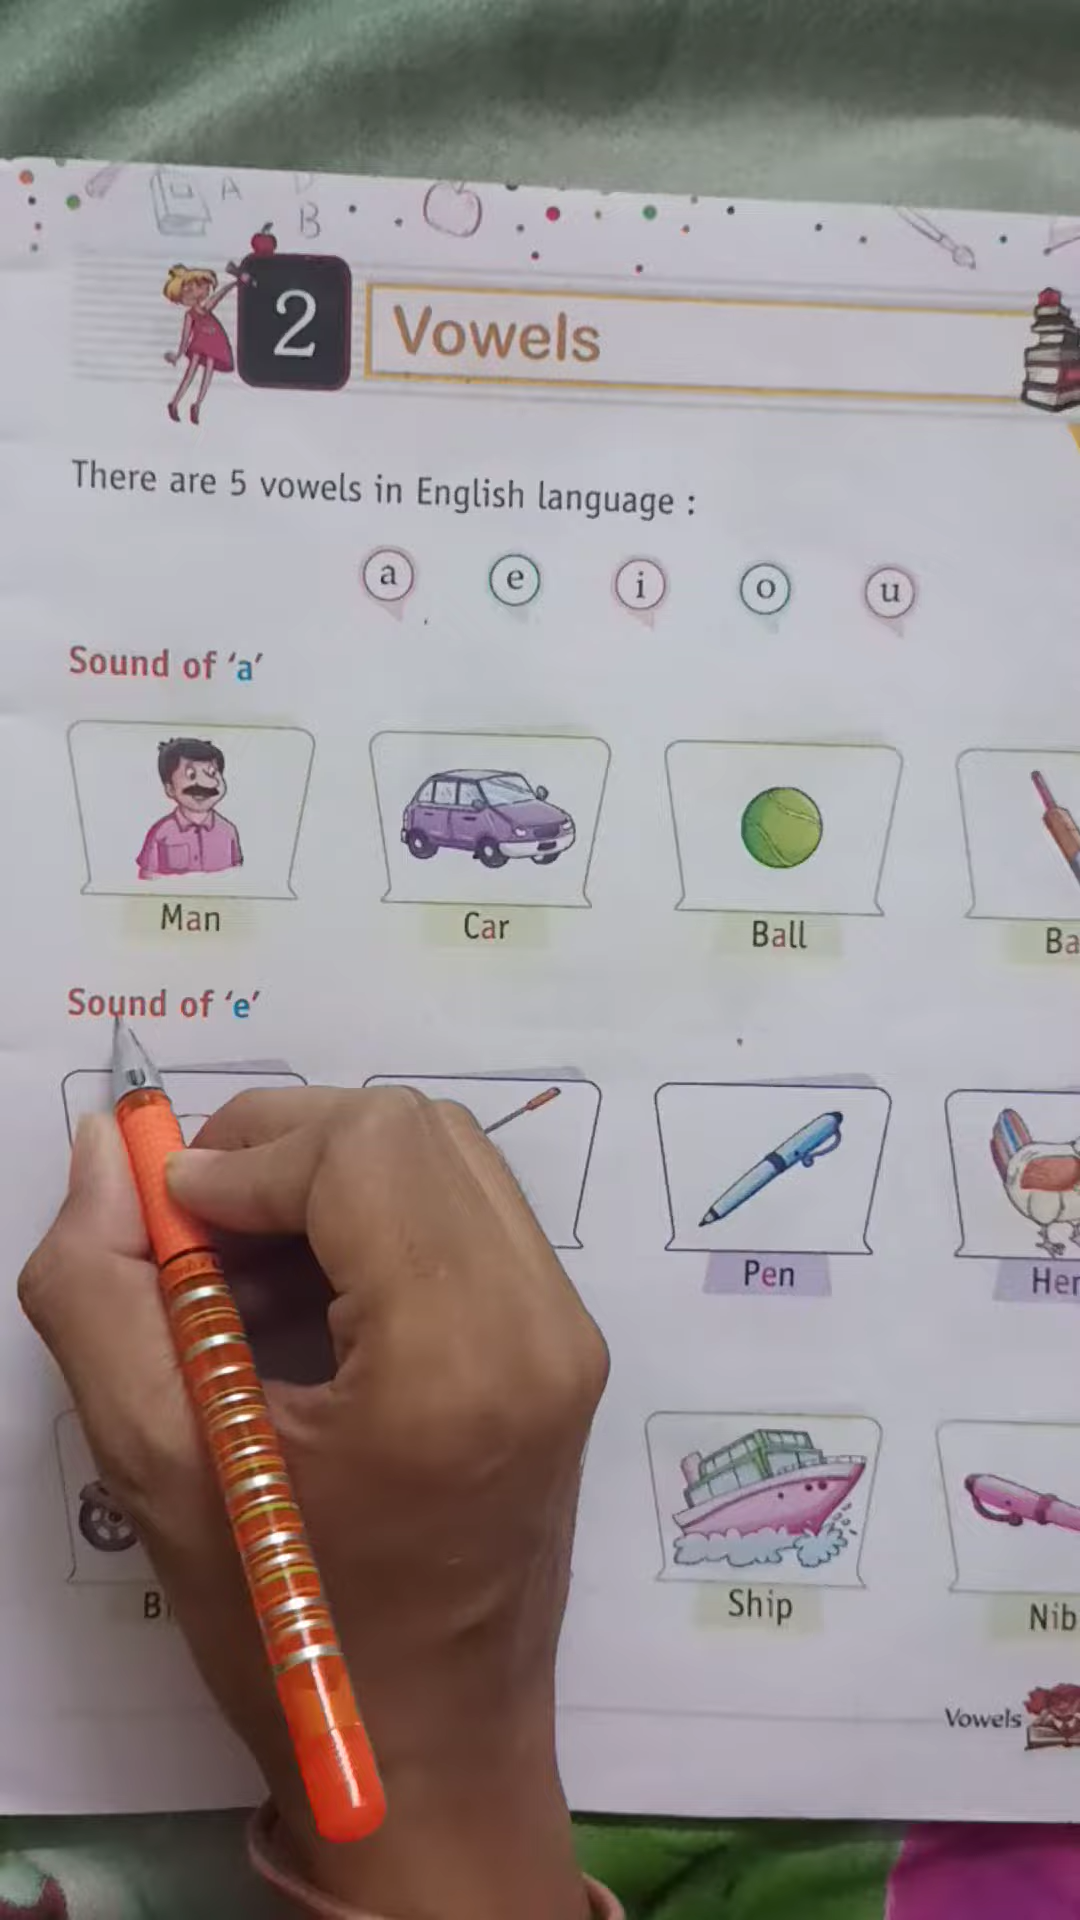 A
B
2
Vowels
There are 5 vowels in English language :
a e i o u
Sound of ‘a’
Man Car Ball
Sound of ‘e’
Pen
Ship Nib
Vowels